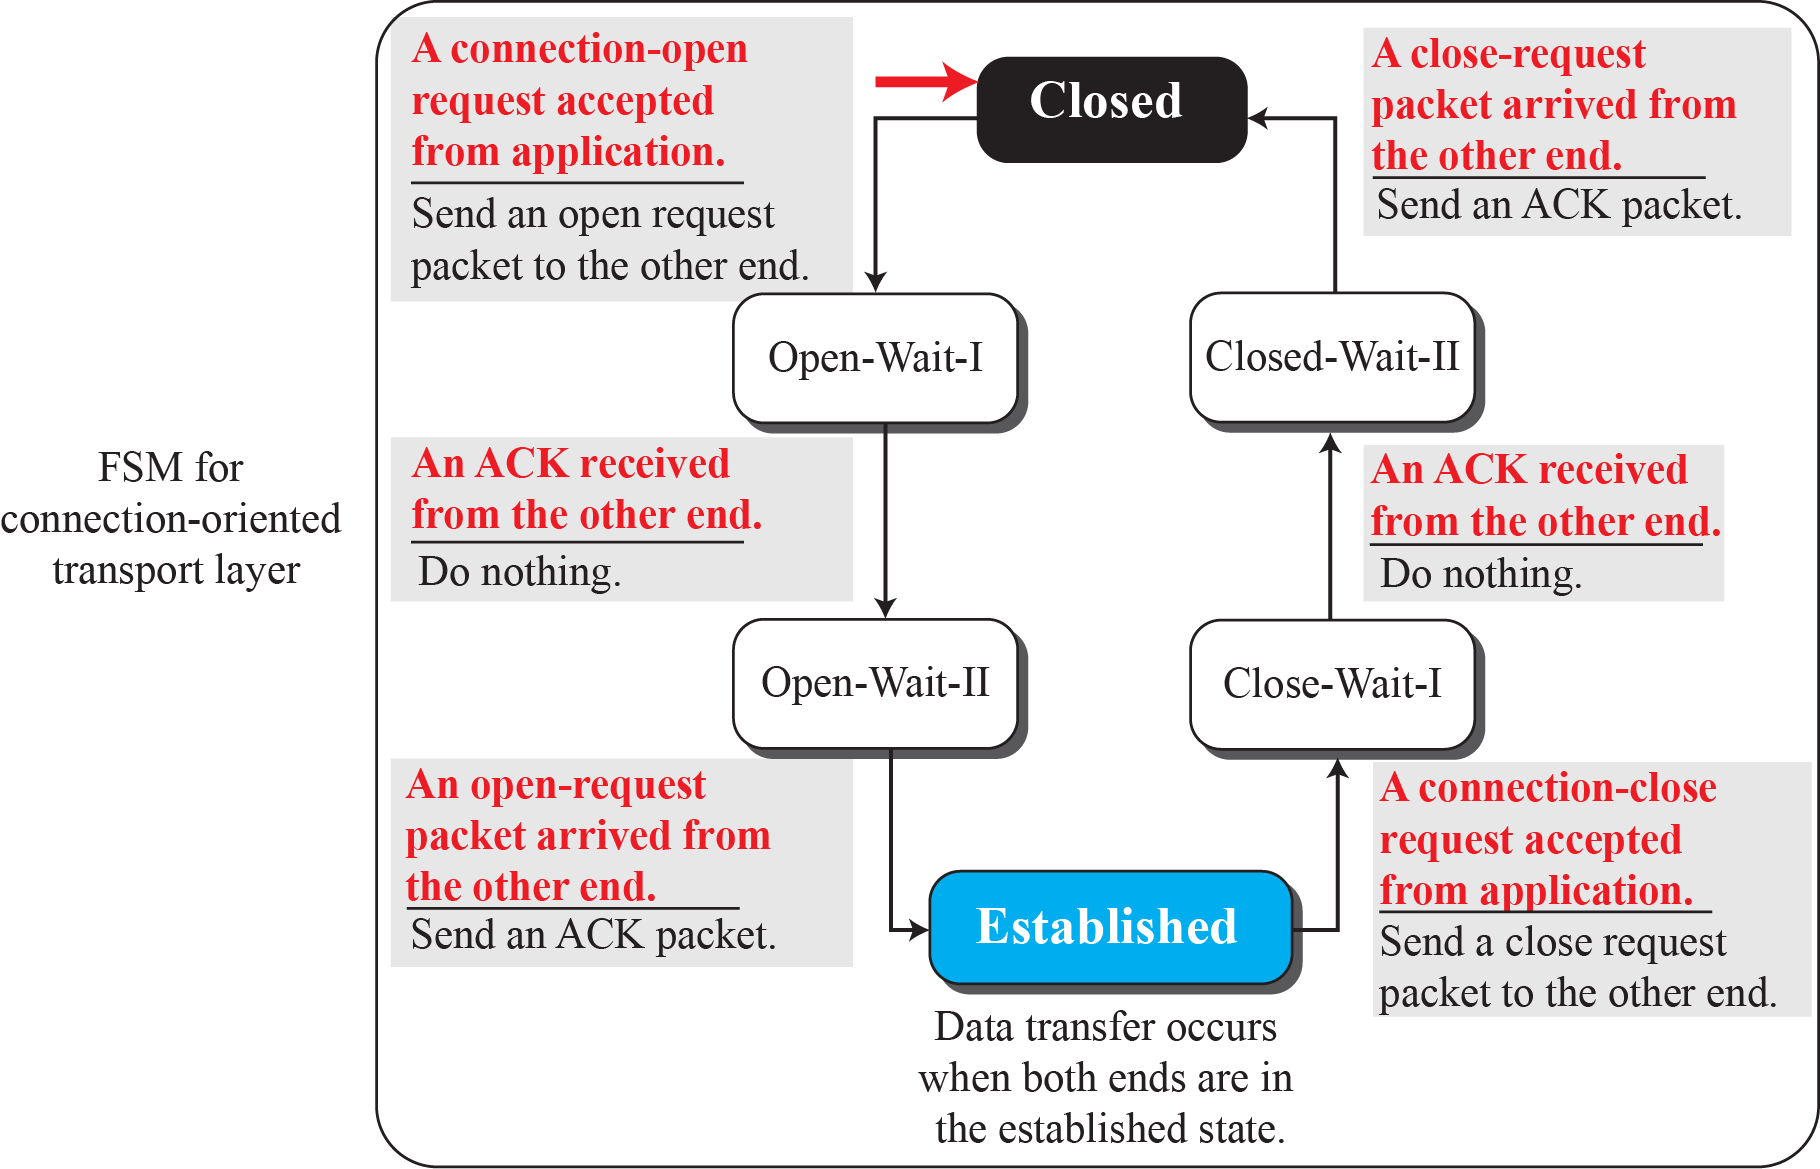 FSM for
connection-oriented
transport layer
A connection-open
request accepted
from application.
Send an open request
packet to the other end.
Closed
A close-request
packet arrived from
the other end.
Send an ACK packet.
Open-Wait-I
Closed-Wait-II
An ACK received
from the other end.
Do nothing.
An ACK received
from the other end.
Do nothing.
Open-Wait-II
Close-Wait-I
An open-request
packet arrived from
the other end.
Send an ACK packet.
Established
Data transfer occurs
when both ends are in
the established state.
A connection-close
request accepted
from application.
Send a close request
packet to the other end.